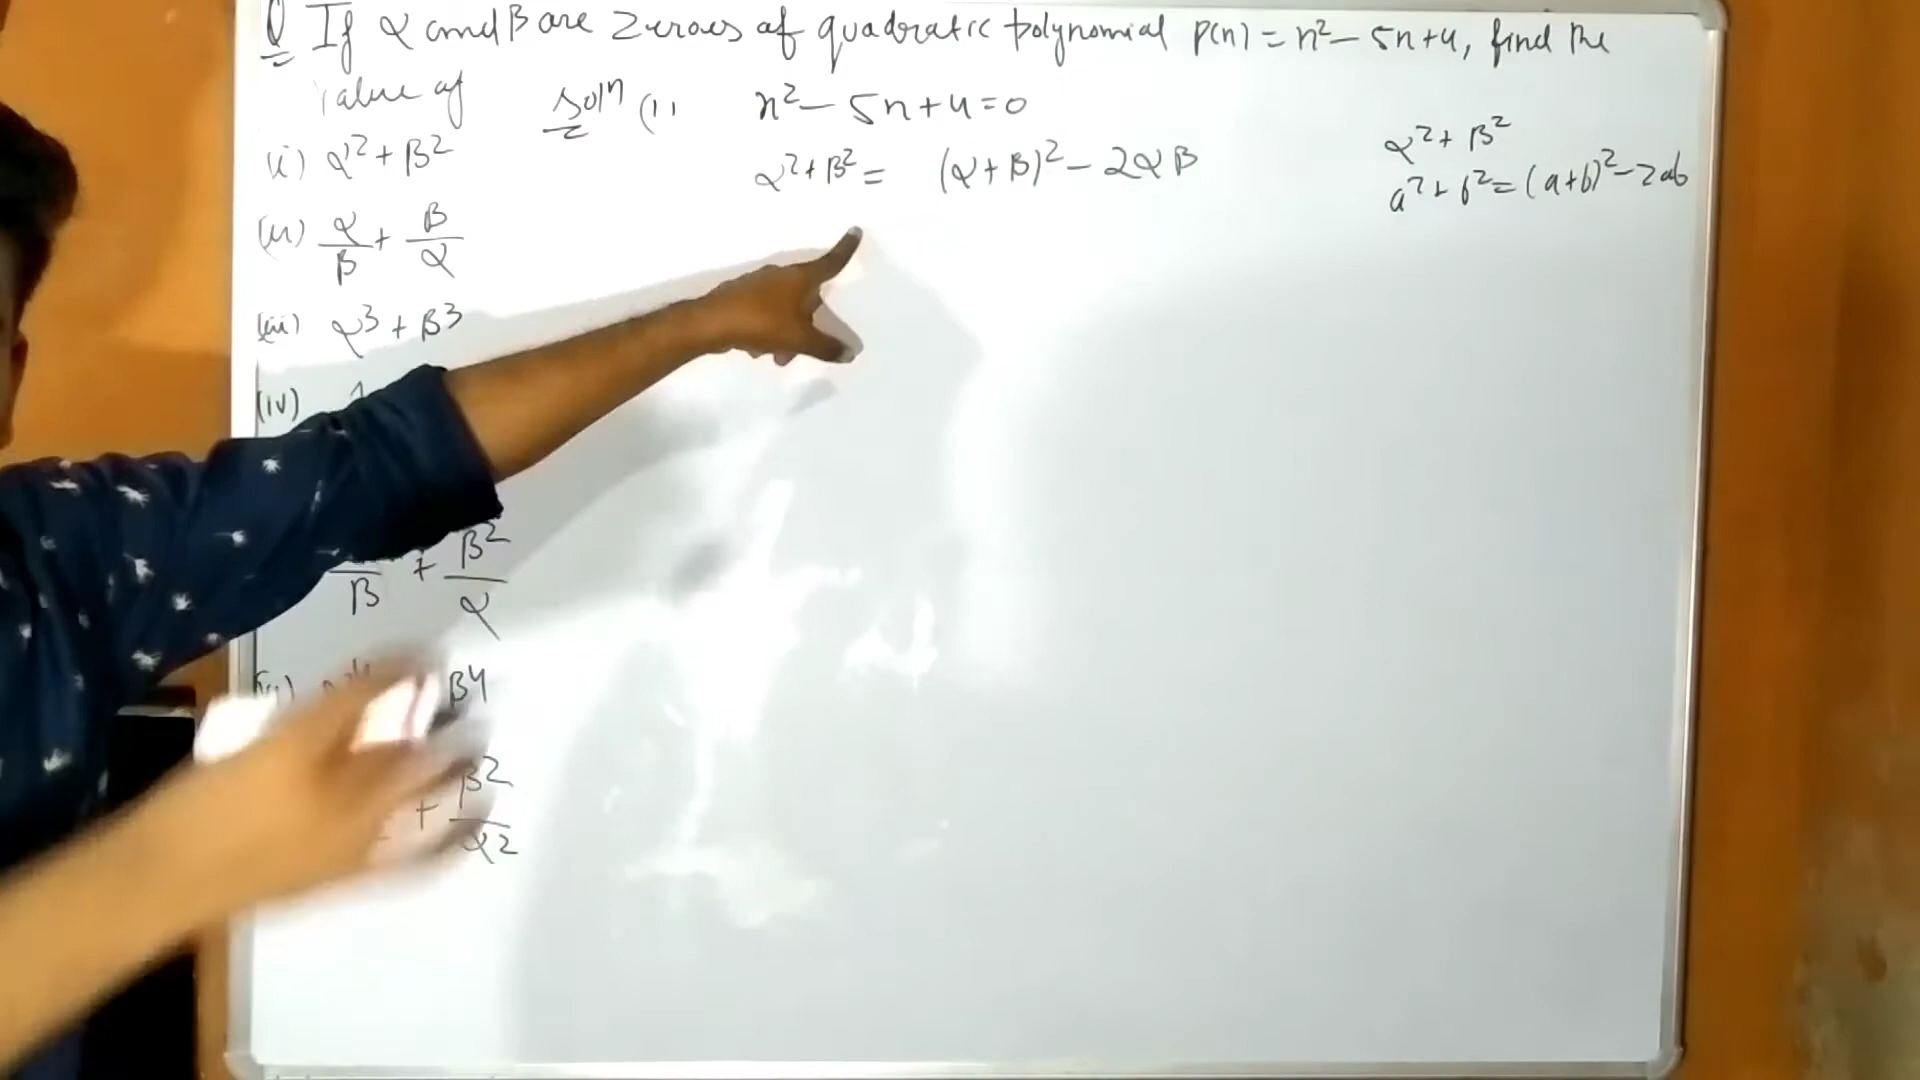 Q If α and β are zeroes of quadratic polynomial p(n) = n² - 5n+4, find the
value of
(i) α² + β²
(ii) α/β + β/α
(iii) α³ + β³
(iv)
β + β²/α
β4
+ β²/α2
Soln (1) n² - 5n+4=0
α²+β² = (α+β)² - 2αβ
α²+ β²
a²+ b² = (a+b)² - 2ab